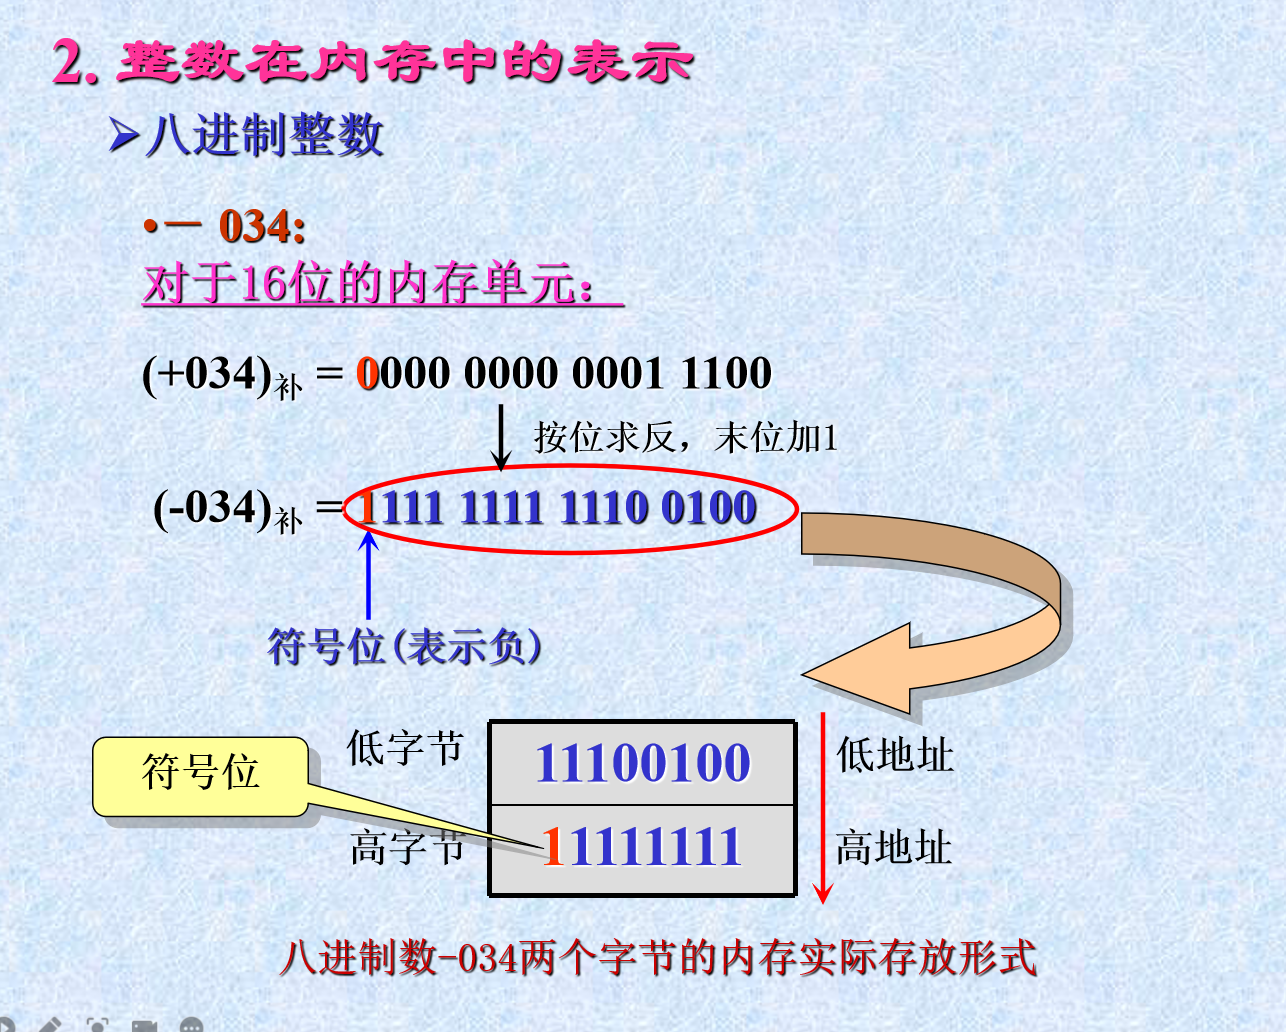 2. 整数在内存中的表示
➢八进制整数
•－ 034:
对于16位的内存单元：
(+034)补 = 0000 0000 0001 1100
按位求反，末位加1
(-034)补 = 1111 1111 1110 0100
符号位(表示负)
低字节 11100100 低地址
符号位
高字节 11111111 高地址
八进制数-034两个字节的内存实际存放形式